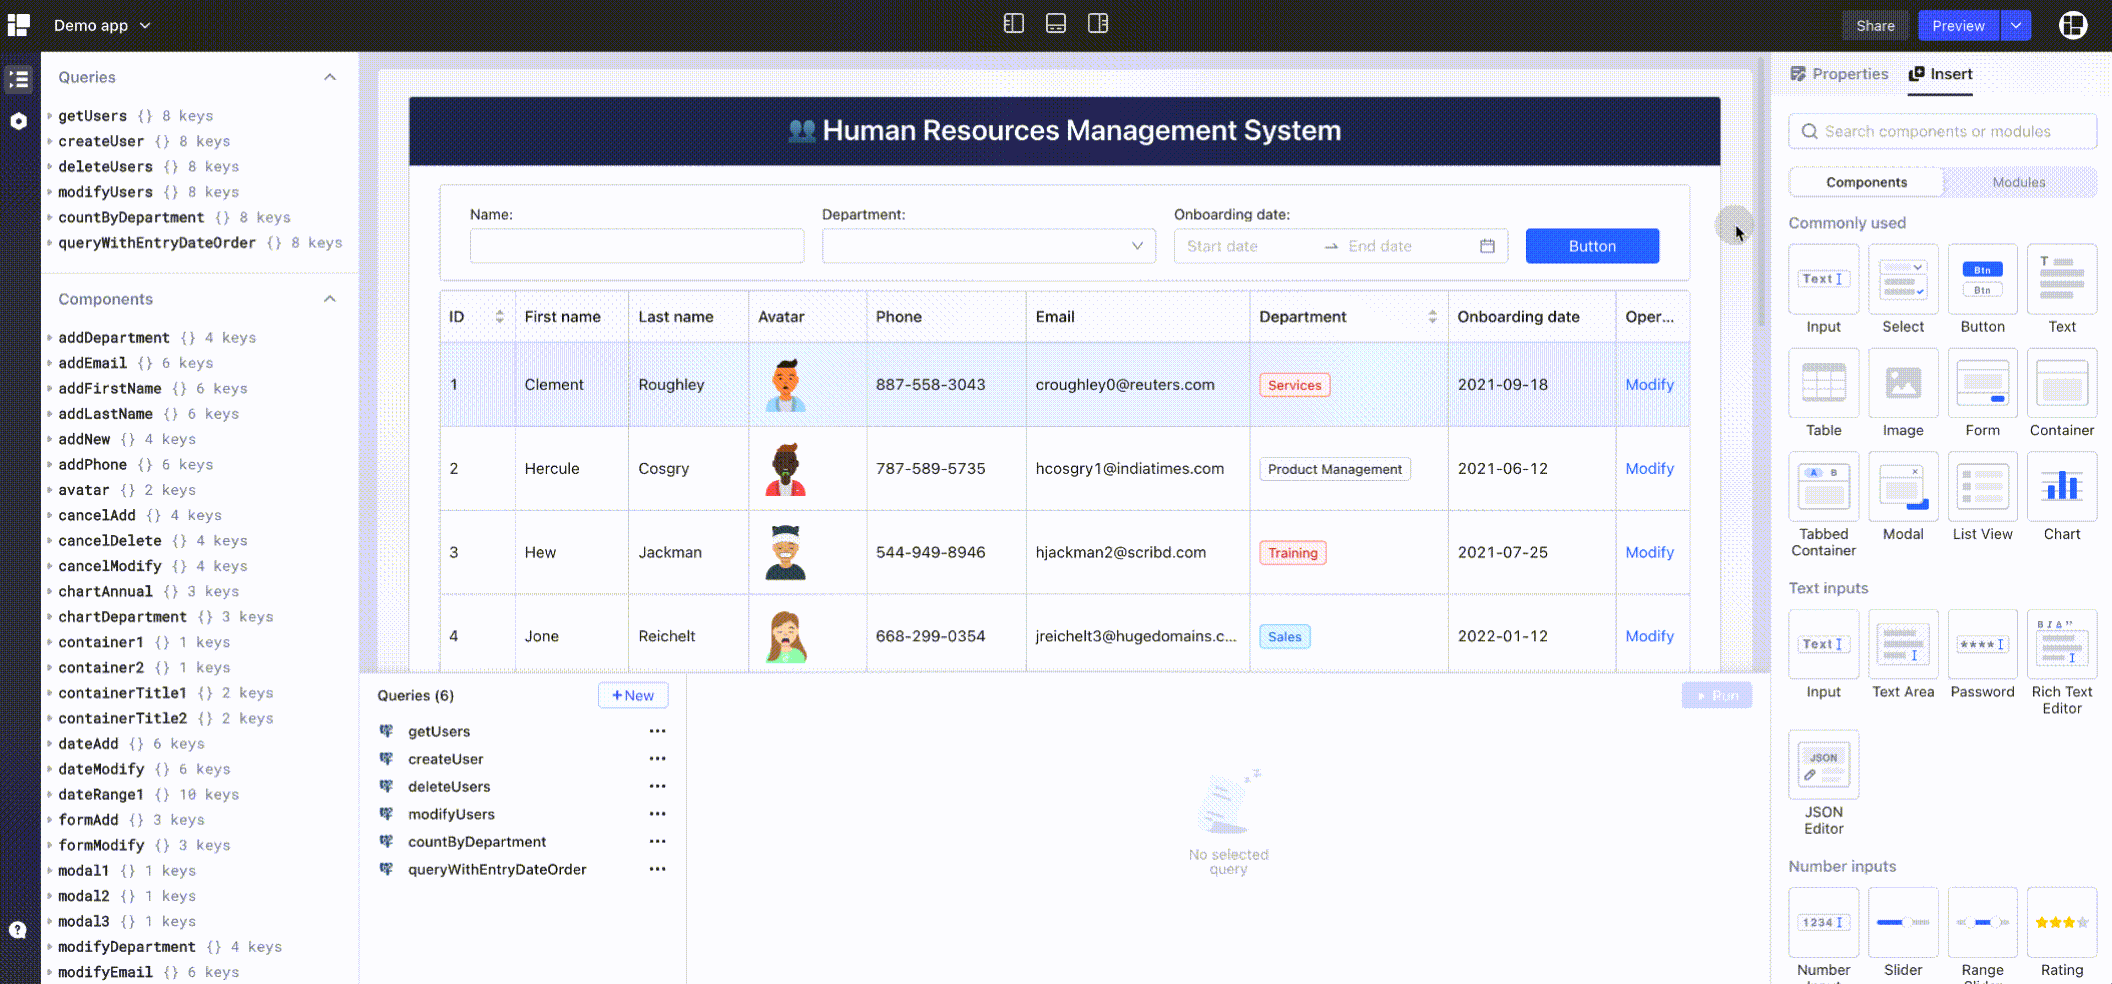 Demo app
Share
Preview
Queries
getUsers {} 8 keys
createUser {} 8 keys
deleteUsers {} 8 keys
modifyUsers {} 8 keys
countByDepartment {} 8 keys
queryWithEntryDateOrder {} 8 keys
Components
addDepartment {} 4 keys
addEmail {} 6 keys
addFirstName {} 6 keys
addLastName {} 6 keys
addNew {} 4 keys
addPhone {} 6 keys
avatar {} 2 keys
cancelAdd {} 4 keys
cancelDelete {} 4 keys
cancelModify {} 4 keys
chartAnnual {} 3 keys
chartDepartment {} 3 keys
container1 {} 1 keys
container2 {} 1 keys
containerTitle1 {} 2 keys
containerTitle2 {} 2 keys
dateAdd {} 6 keys
dateModify {} 6 keys
dateRange1 {} 10 keys
formAdd {} 3 keys
formModify {} 3 keys
modal1 {} 1 keys
modal2 {} 1 keys
modal3 {} 1 keys
modifyDepartment {} 4 keys
modifyEmail {} 6 keys
Human Resources Management System
Name: Department: Onboarding date:
Start date → End date Button
ID First name Last name Avatar Phone Email Department Onboarding date Oper...
1 Clement Roughley 887-558-3043 croughley0@reuters.com Services 2021-09-18 Modify
2 Hercule Cosgry 787-589-5735 hcosgry1@indiatimes.com Product Management 2021-06-12 Modify
3 Hew Jackman 544-949-8946 hjackman2@scribd.com Training 2021-07-25 Modify
4 Jone Reichelt 668-299-0354 jreichelt3@hugedomains.c... Sales 2022-01-12 Modify
Queries (6) + New
getUsers
createUser
deleteUsers
modifyUsers
countByDepartment
queryWithEntryDateOrder
Run
No selected
query
Properties Insert
Search components or modules
Components Modules
Commonly used
Text Btn Btn T
Input Select Button Text
Table Image Form Container
A B
Tabbed Container Modal List View Chart
Text inputs
Text **** B I A "
Input Text Area Password Rich Text Editor
JSON
JSON Editor
Number inputs
1234
Number Slider Range Rating